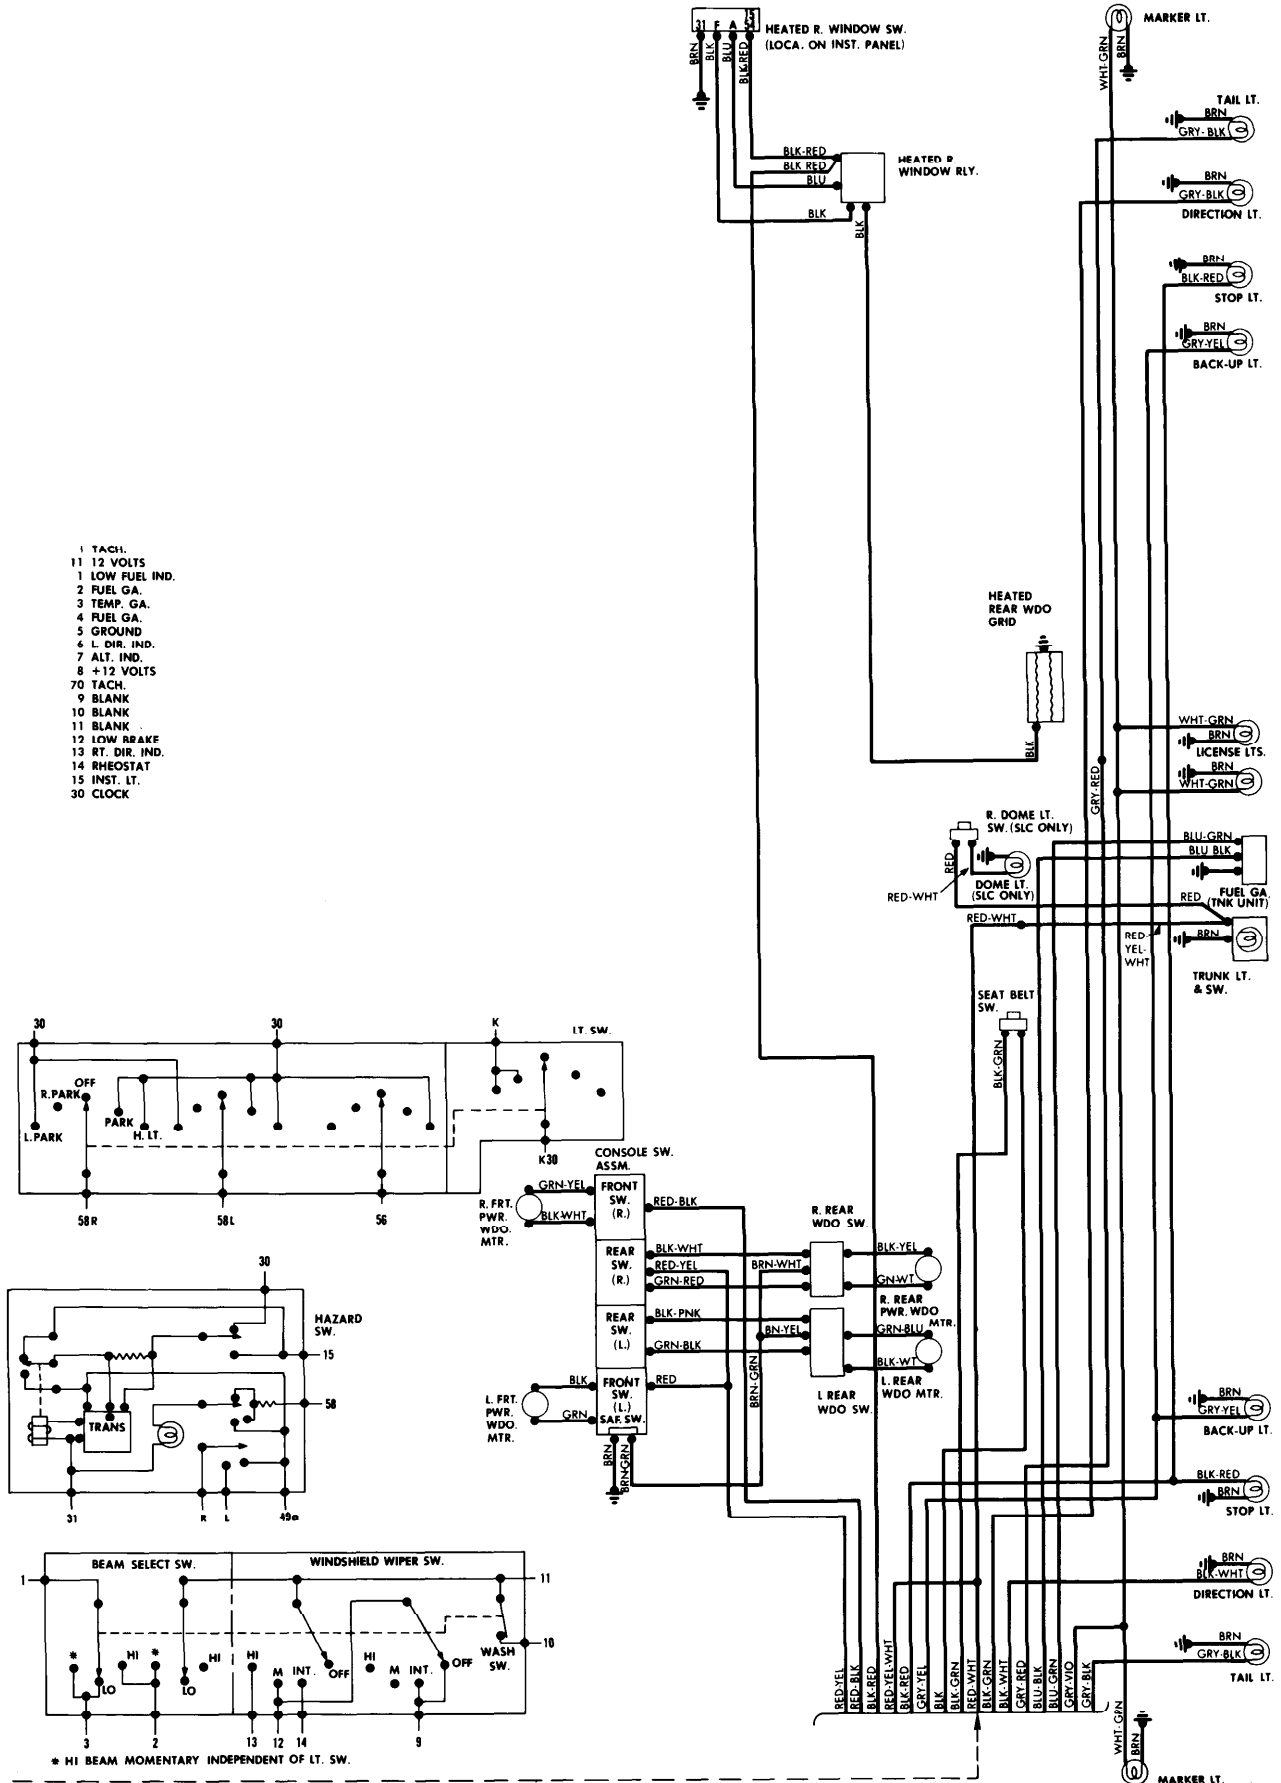 31 F A 15/54
HEATED R. WINDOW SW.
(LOCA. ON INST. PANEL)
BRN
BLK
BLU
BLK-RED
MARKER LT.
WHT-GRN
BRN
TAIL LT.
BRN
GRY-BLK
BLK-RED
BLK RED
BLU
BLK
BLK
HEATED R.
WINDOW RLY.
BRN
GRY-BLK
DIRECTION LT.
BRN
BLK-RED
STOP LT.
BRN
GRY-YEL
BACK-UP LT.
1 TACH.
11 12 VOLTS
1 LOW FUEL IND.
2 FUEL GA.
3 TEMP. GA.
4 FUEL GA.
5 GROUND
6 L. DIR. IND.
7 ALT. IND.
8 +12 VOLTS
70 TACH.
9 BLANK
10 BLANK
11 BLANK
12 LOW BRAKE
13 RT. DIR. IND.
14 RHEOSTAT
15 INST. LT.
30 CLOCK
HEATED
REAR WDO
GRID
BLK
GRY-RED
WHT-GRN
BRN
LICENSE LTS.
BRN
WHT-GRN
R. DOME LT.
SW. (SLC ONLY)
RED
RED-WHT
DOME LT.
(SLC ONLY)
BLU-GRN
BLU BLK
FUEL GA.
(TNK UNIT)
RED
RED-WHT
RED-
YEL-
WHT
BRN
TRUNK LT.
& SW.
SEAT BELT
SW.
BLK-GRN
30
30
K
LT. SW.
OFF
R. PARK
L. PARK
PARK
H. LT.
K30
58R
58L
56
CONSOLE SW.
ASSM.
FRONT
SW.
(R.)
REAR
SW.
(R.)
REAR
SW.
(L.)
FRONT
SW.
(L.)
SAF. SW.
GRN-YEL
BLK-WHT
R. FRT.
PWR.
WDO.
MTR.
RED-BLK
BLK-WHT
RED-YEL
GRN-RED
BLK-PNK
GRN-BLK
RED
BRN-WHT
BN-YEL
BRN-GRN
R. REAR
WDO SW.
BLK-YEL
GN-WT
R. REAR
PWR. WDO
MTR.
GRN-BLU
BLK-WT
L. REAR
WDO MTR.
L REAR
WDO SW.
BLK
GRN
L. FRT.
PWR.
WDO.
MTR.
BRN
BRN-GRN
30
HAZARD
SW.
15
58
TRANS
31
R
L
49a
BRN
GRY-YEL
BACK-UP LT.
BLK-RED
BRN
STOP LT.
BRN
BLK-WHT
DIRECTION LT.
BRN
GRY-BLK
TAIL LT.
BEAM SELECT SW.
WINDSHIELD WIPER SW.
1
11
10
WASH
SW.
*
HI
*
LO
HI
HI
M
INT.
OFF
HI
M
INT.
OFF
LO
3
2
13
12
14
9
* HI BEAM MOMENTARY INDEPENDENT OF LT. SW.
RED-YEL
RED-BLK
BLK-RED
RED-YEL-WHT
BLK-RED
GRY-YEL
BLK
BLK-GRN
RED-WHT
BLK-GRN
BLK-WHT
GRY-RED
BLU-BLK
BLU-GRN
GRY-VIO
GRY-BLK
WHT-GRN
BRN
MARKER LT.